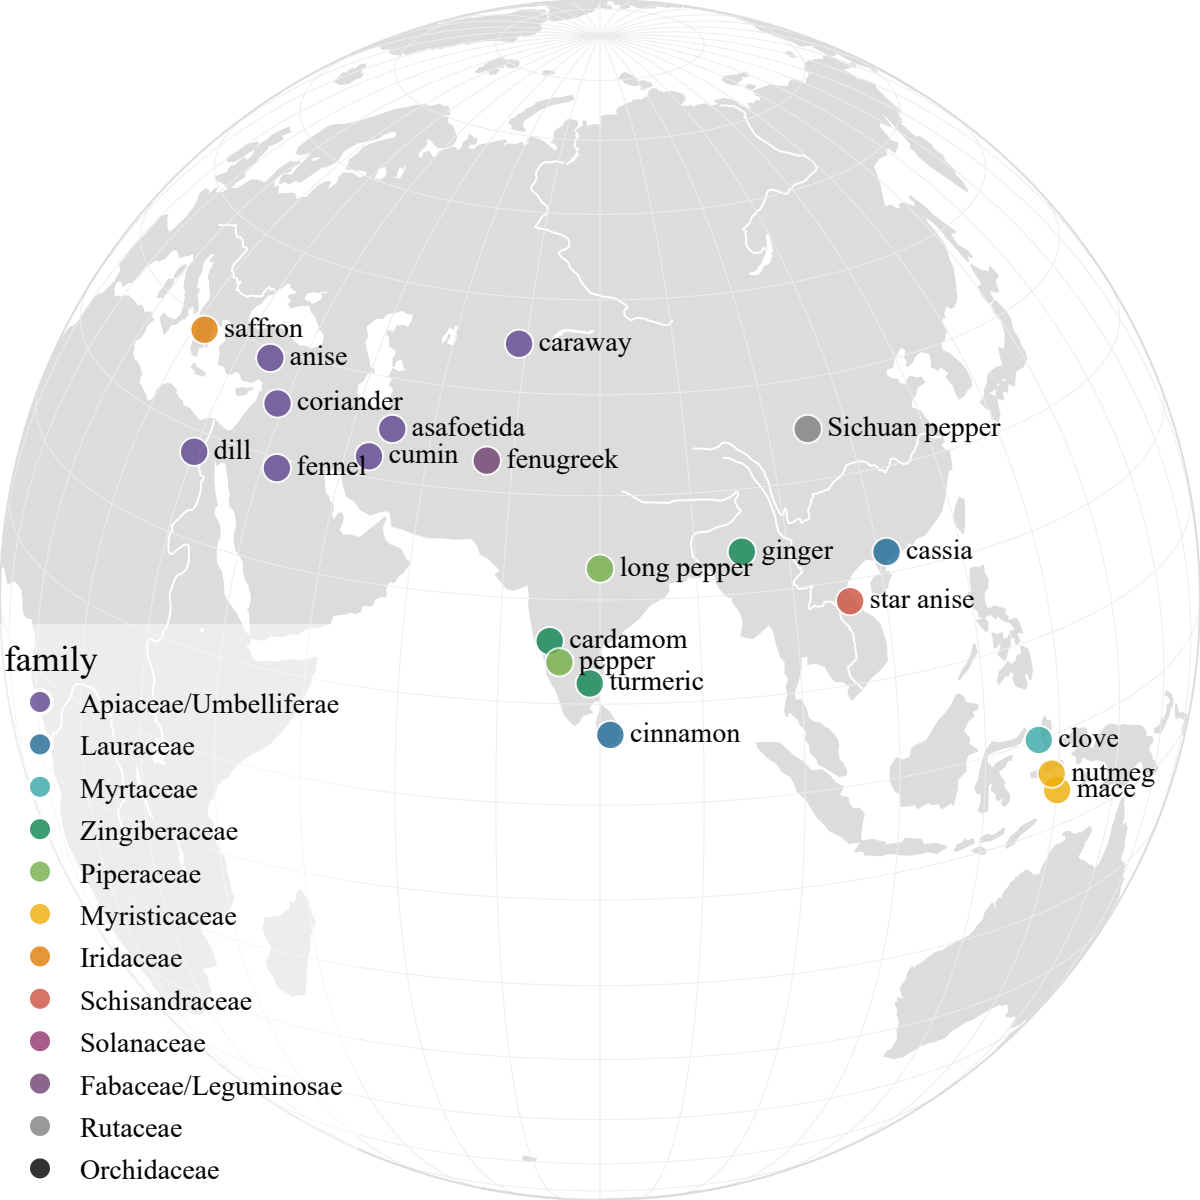 saffron
caraway
anise
coriander
asafoetida
Sichuan pepper
dill
cumin
fennel
fenugreek
ginger
cassia
long pepper
star anise
cardamom
pepper
turmeric
cinnamon
clove
nutmeg
mace
family
Apiaceae/Umbelliferae
Lauraceae
Myrtaceae
Zingiberaceae
Piperaceae
Myristicaceae
Iridaceae
Schisandraceae
Solanaceae
Fabaceae/Leguminosae
Rutaceae
Orchidaceae